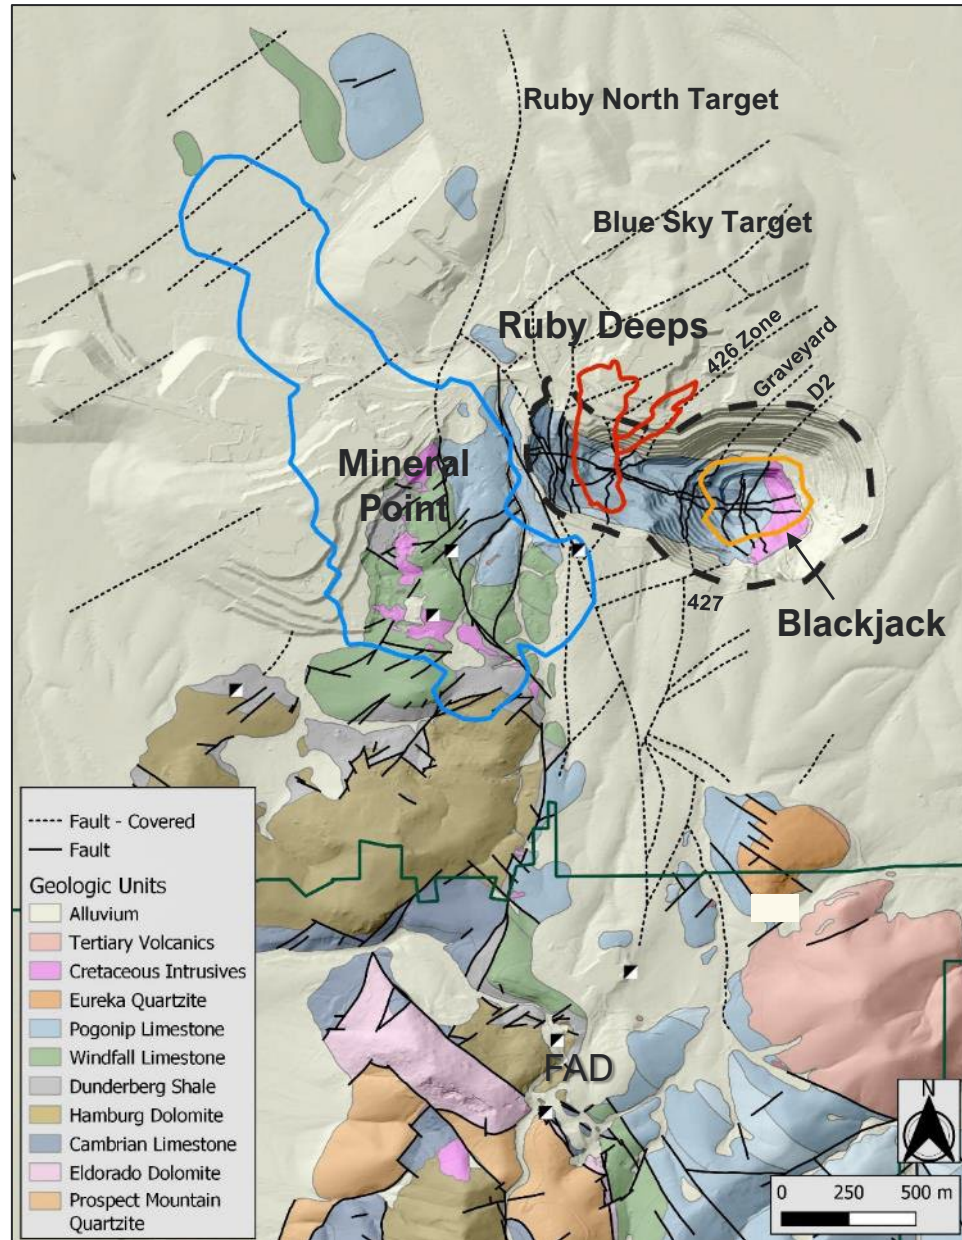 Ruby North Target
Blue Sky Target
Ruby Deeps
426 Zone
Graveyard
D2
Mineral
Point
427
Blackjack
---- Fault - Covered
— Fault
Geologic Units
Alluvium
Tertiary Volcanics
Cretaceous Intrusives
Eureka Quartzite
Pogonip Limestone
Windfall Limestone
Dunderberg Shale
Hamburg Dolomite
Cambrian Limestone
Eldorado Dolomite
Prospect Mountain
Quartzite
FAD
N
0 250 500 m